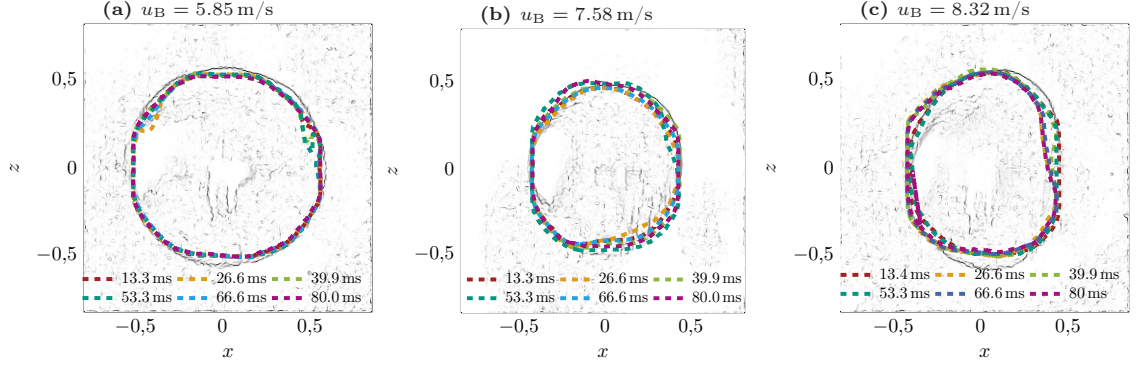 (a) u_B = 5.85 m/s
0,5
0
−0,5
z
13.3 ms 26.6 ms 39.9 ms
53.3 ms 66.6 ms 80.0 ms
−0,5 0 0,5
x
(b) u_B = 7.58 m/s
0,5
0
−0,5
z
13.3 ms 26.6 ms 39.9 ms
53.3 ms 66.6 ms 80.0 ms
−0,5 0 0,5
x
(c) u_B = 8.32 m/s
0,5
0
−0,5
z
13.4 ms 26.6 ms 39.9 ms
53.3 ms 66.6 ms 80 ms
−0,5 0 0,5
x